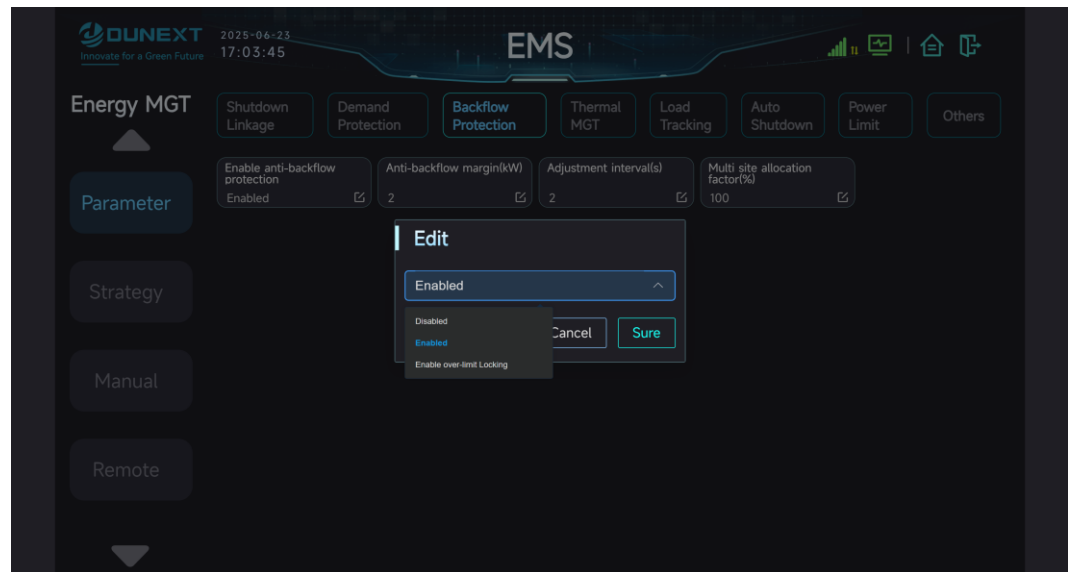 DUNEXT
Innovate for a Green Future
2025-06-23
17:03:45
EMS
Energy MGT
Shutdown
Linkage
Demand
Protection
Backflow
Protection
Thermal
MGT
Load
Tracking
Auto
Shutdown
Power
Limit
Others
Enable anti-backflow
protection
Enabled
Anti-backflow margin(kW)
2
Adjustment interval(s)
2
Multi site allocation
factor(%)
100
Parameter
Strategy
Manual
Remote
Edit
Enabled
Disabled
Enabled
Enable over-limit Locking
Cancel
Sure